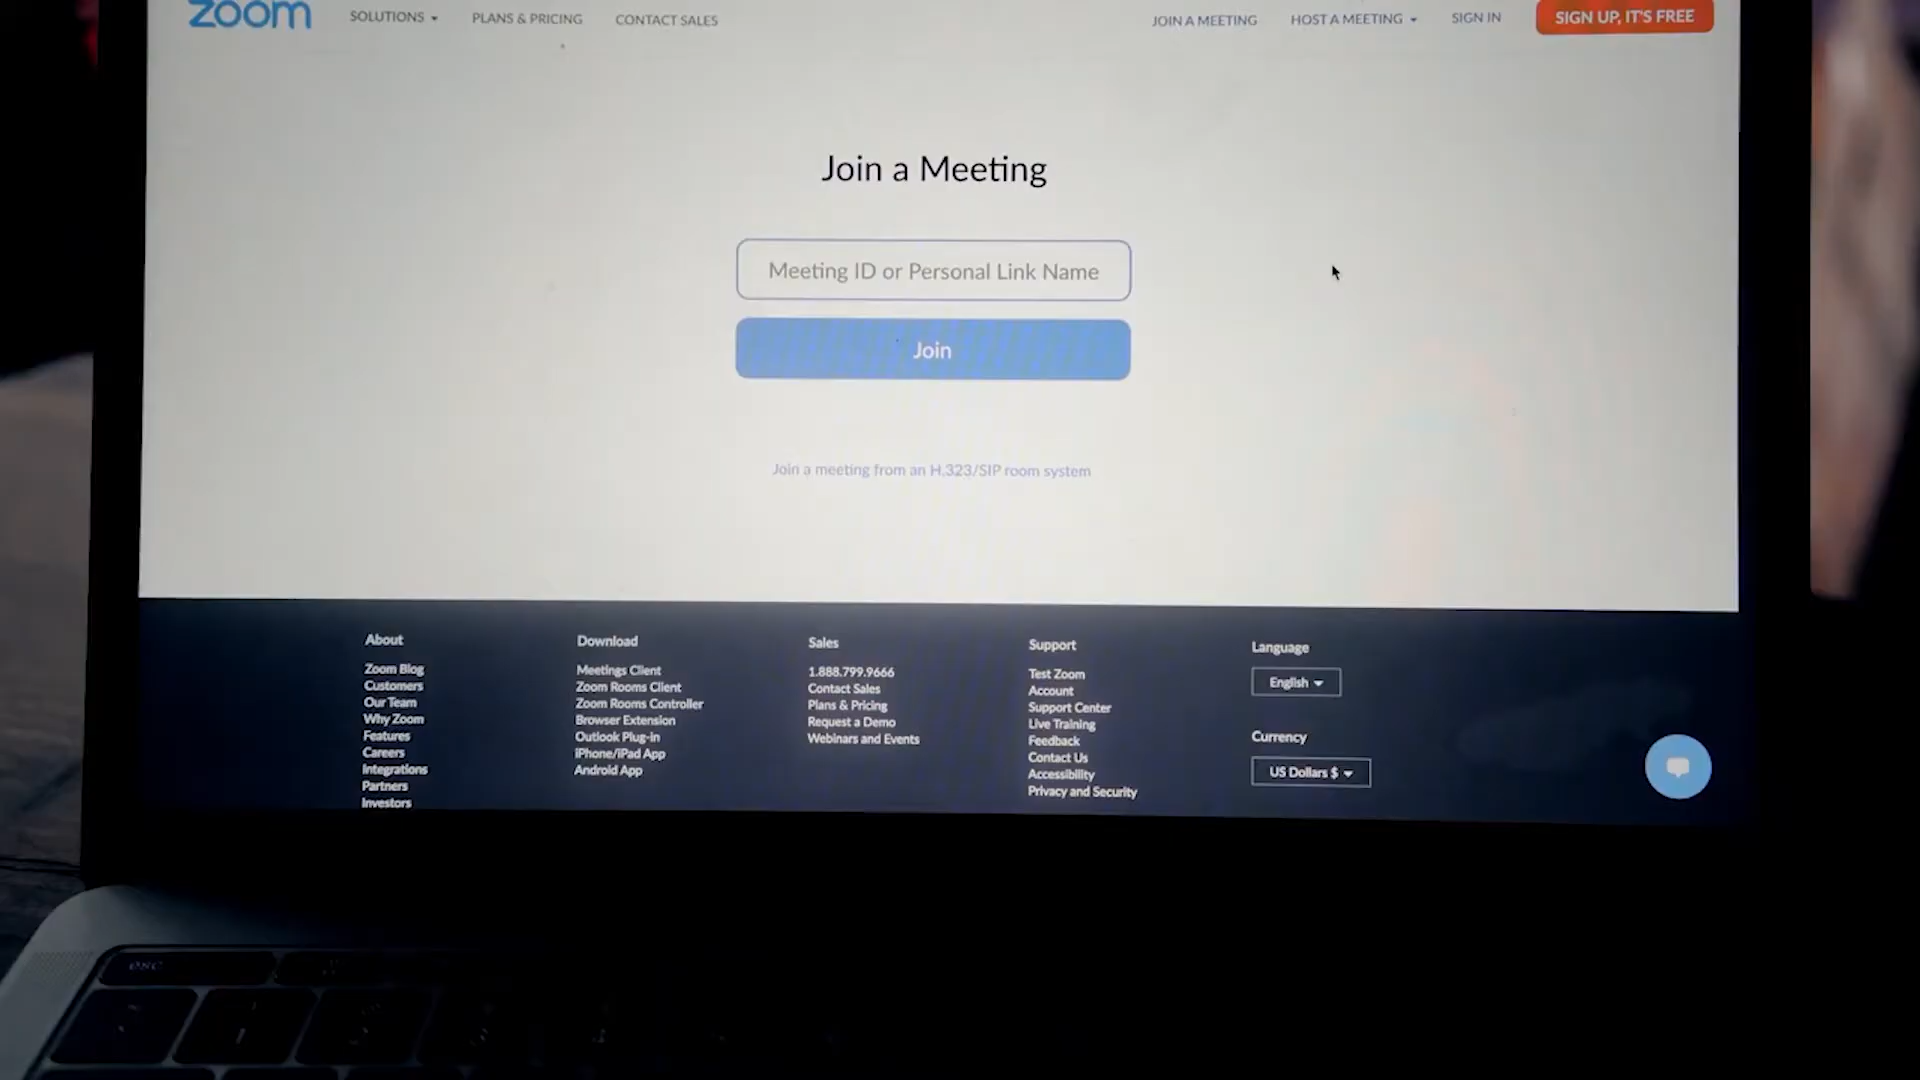 zoom
SOLUTIONS
PLANS & PRICING
CONTACT SALES
JOIN A MEETING
HOST A MEETING
SIGN IN
SIGN UP, IT'S FREE
Join a Meeting
Meeting ID or Personal Link Name
Join
Join a meeting from an H.323/SIP room system
About
Zoom Blog
Customers
Our Team
Why Zoom
Features
Careers
Integrations
Partners
Investors
Download
Meetings Client
Zoom Rooms Client
Zoom Rooms Controller
Browser Extension
Outlook Plug-in
iPhone/iPad App
Android App
Sales
1.888.799.9666
Contact Sales
Plans & Pricing
Request a Demo
Webinars and Events
Support
Test Zoom
Account
Support Center
Live Training
Feedback
Contact Us
Accessibility
Privacy and Security
Language
English
Currency
US Dollars $
esc